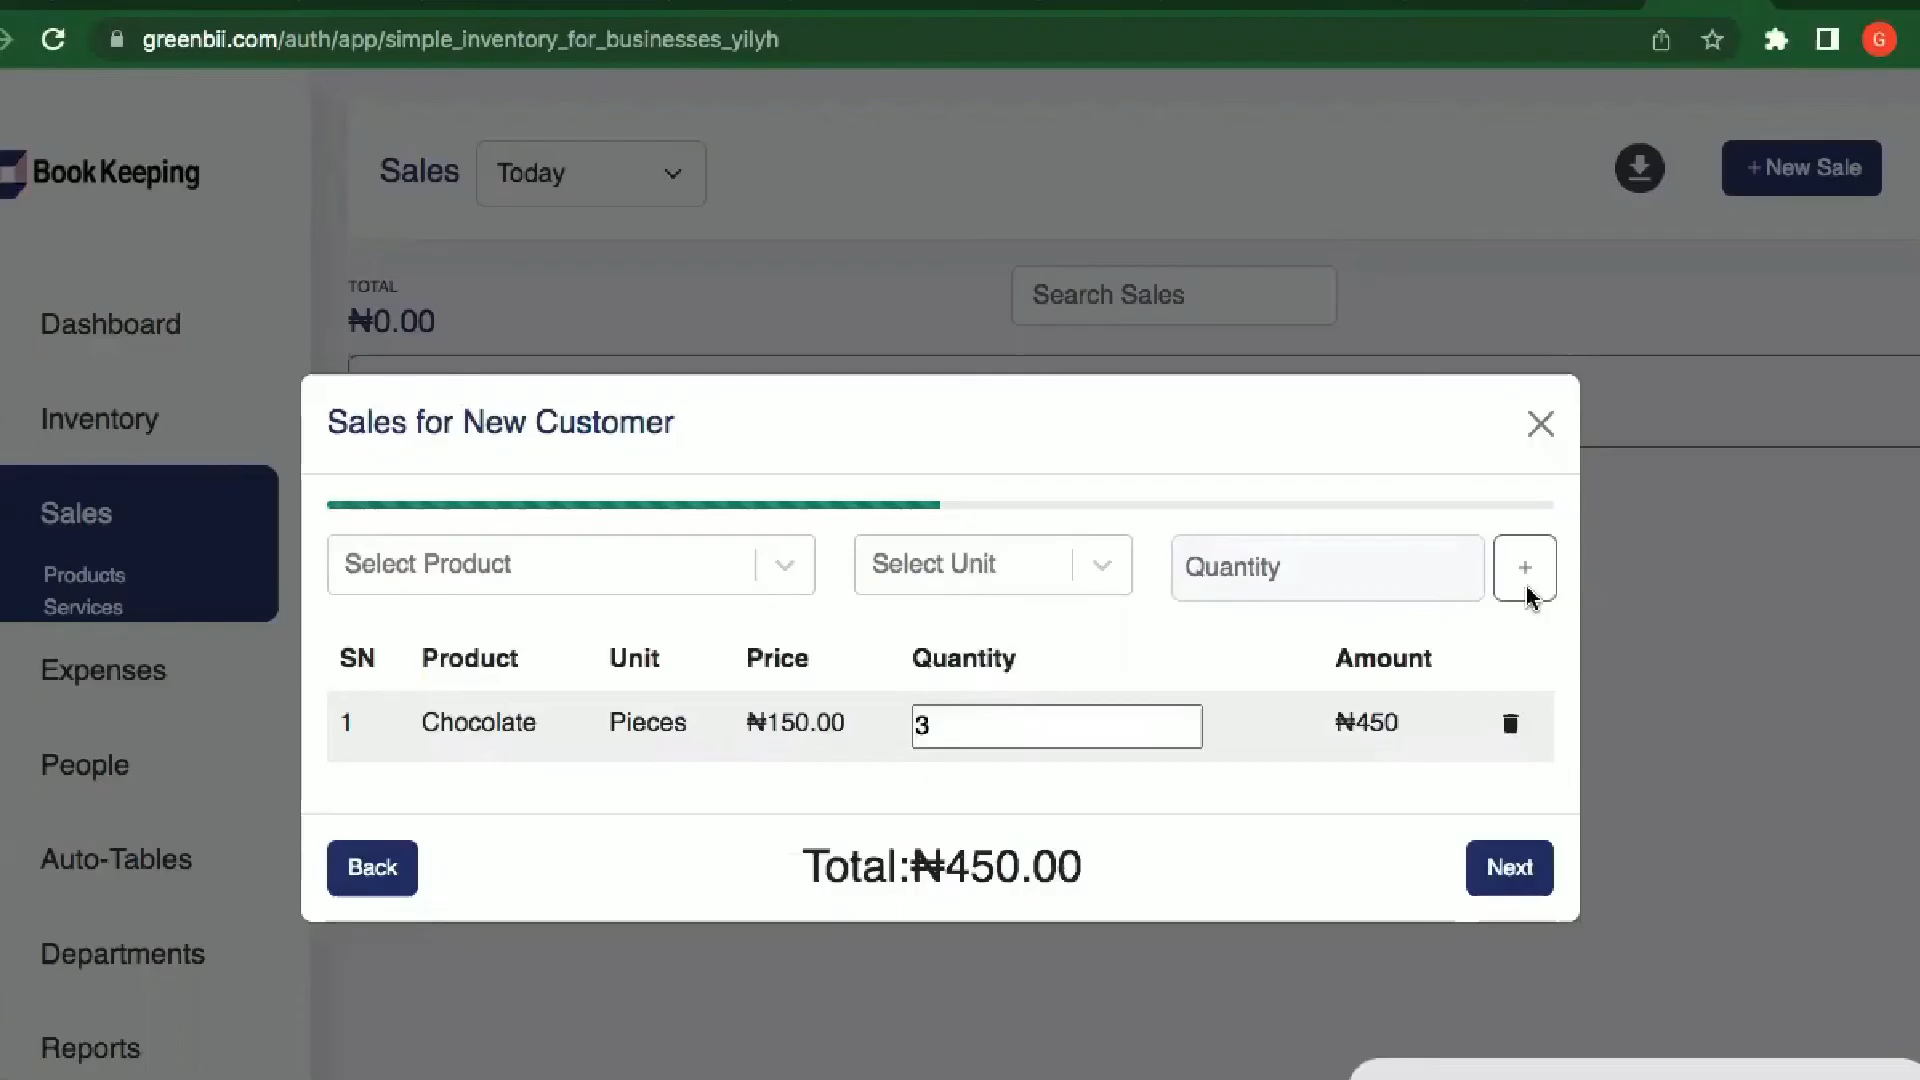 greenbii.com/auth/app/simple_inventory_for_businesses_yilyh
G
BookKeeping
Sales
Today
+ New Sale
TOTAL
₦0.00
Search Sales
Dashboard
Inventory
Sales
Products
Services
Expenses
People
Auto-Tables
Departments
Reports
Sales for New Customer
Select Product
Select Unit
Quantity
+
SN Product Unit Price Quantity Amount
1 Chocolate Pieces ₦150.00 3 ₦450
Back
Total:₦450.00
Next